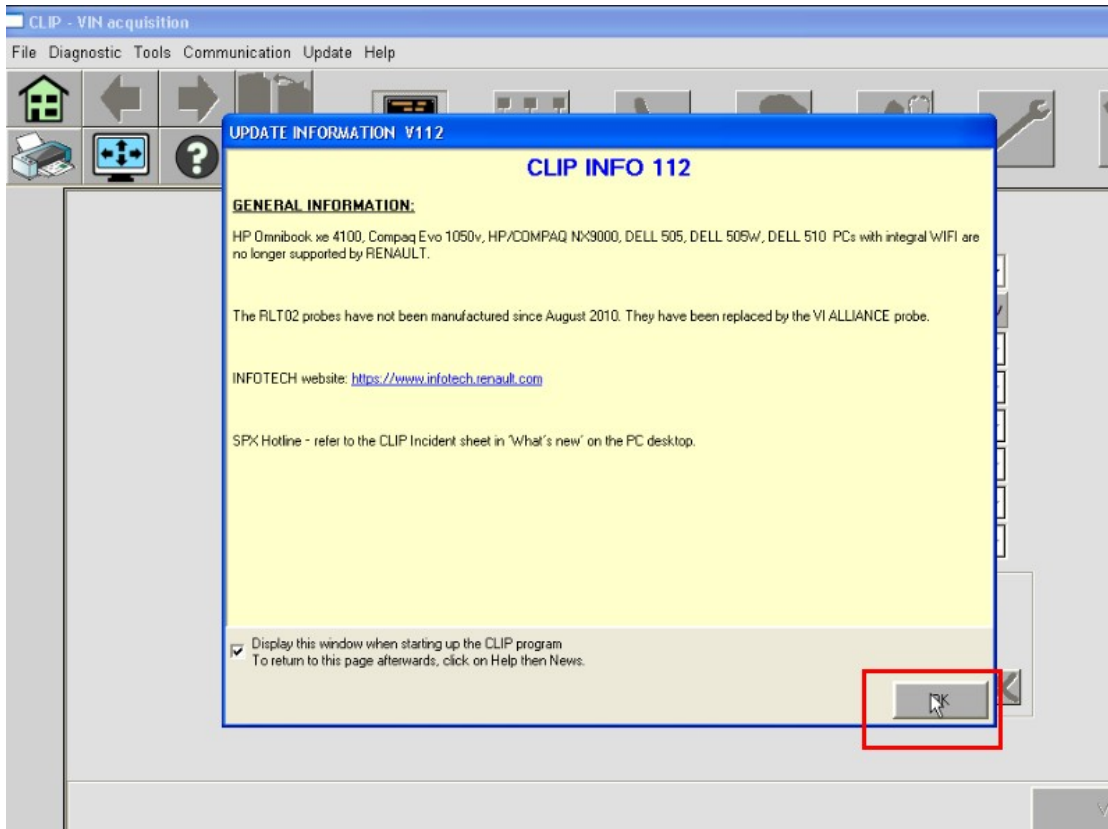 CLIP - VIN acquisition
File Diagnostic Tools Communication Update Help
UPDATE INFORMATION V112
CLIP INFO 112
GENERAL INFORMATION:
HP Omnibook xe 4100, Compaq Evo 1050v, HP/COMPAQ NX9000, DELL 505, DELL 505W, DELL 510 PCs with integral WIFI are
no longer supported by RENAULT.
The RLT02 probes have not been manufactured since August 2010. They have been replaced by the VI ALLIANCE probe.
INFOTECH website: https://www.infotech.renault.com
SPX Hotline - refer to the CLIP Incident sheet in 'What's new' on the PC desktop.
Display this window when starting up the CLIP program
To return to this page afterwards, click on Help then News.
OK